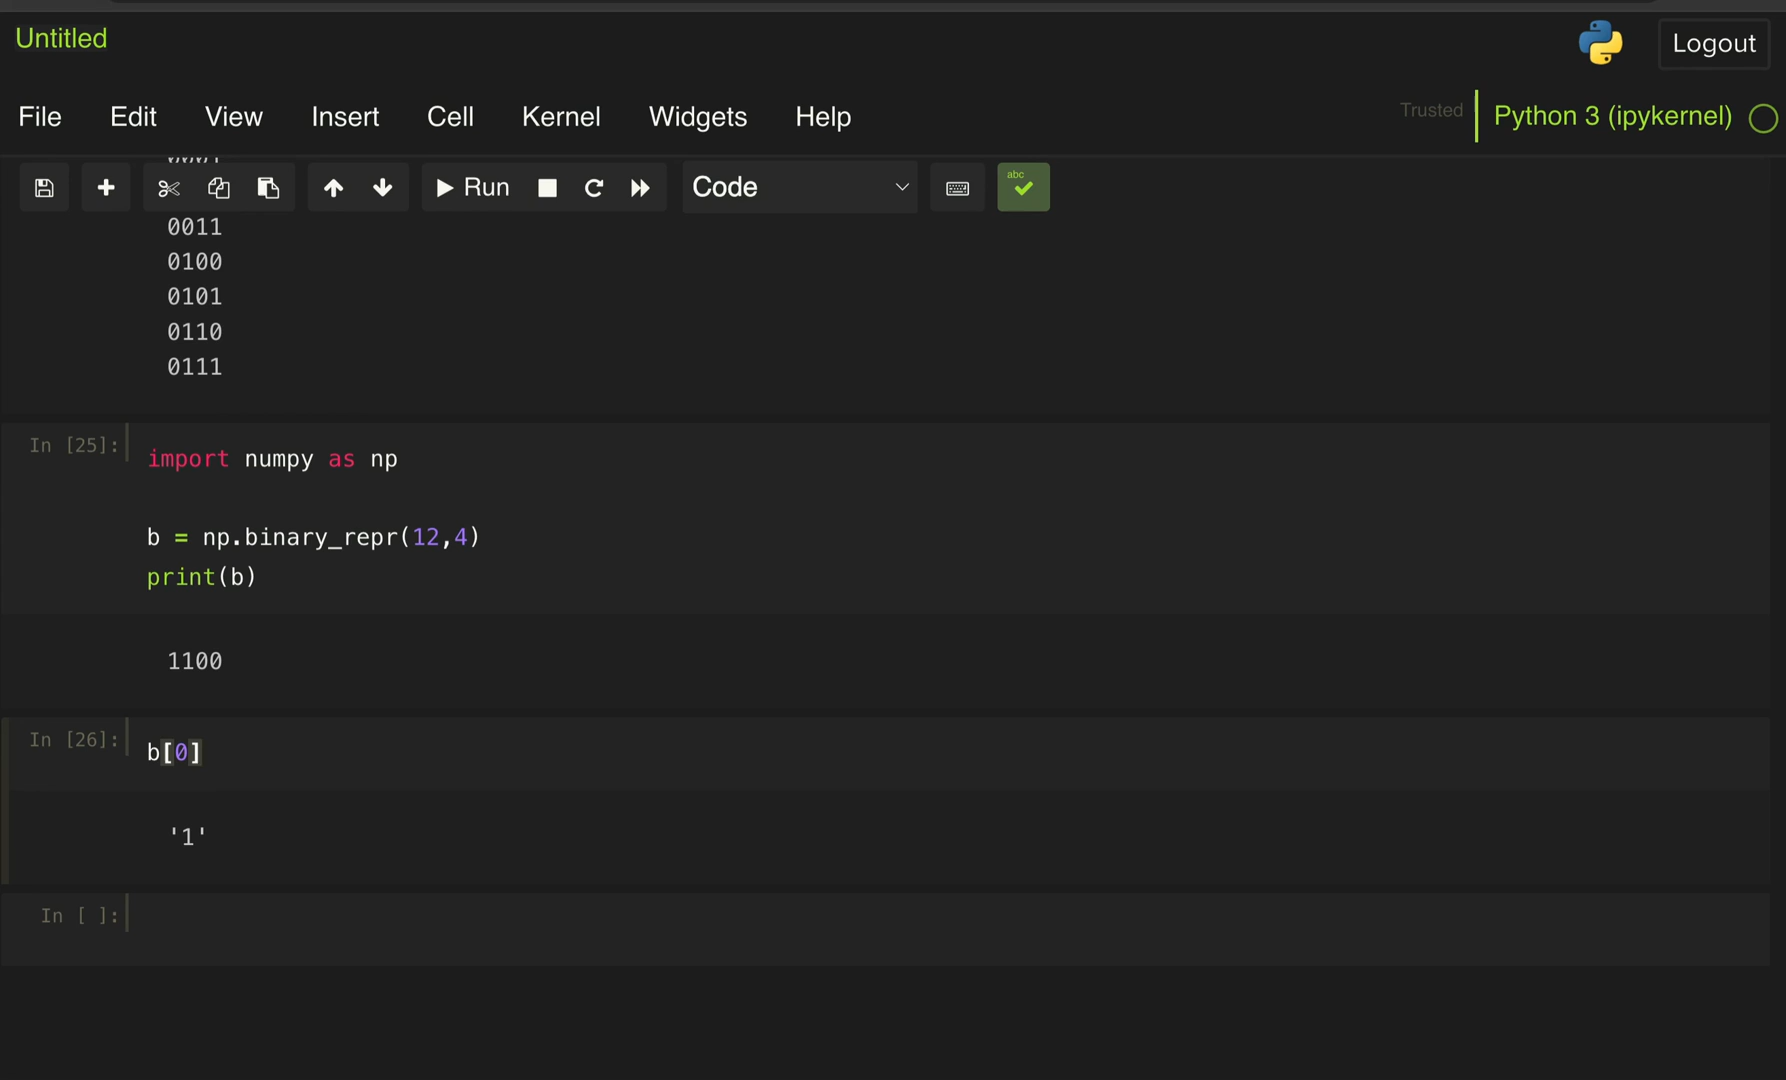 Untitled
Logout
File Edit View Insert Cell Kernel Widgets Help
Trusted
Python 3 (ipykernel)
Run
Code
abc
0011
0100
0101
0110
0111
In [25]:
import numpy as np
b = np.binary_repr(12,4)
print(b)
1100
In [26]:
b[0]
'1'
In [ ]: